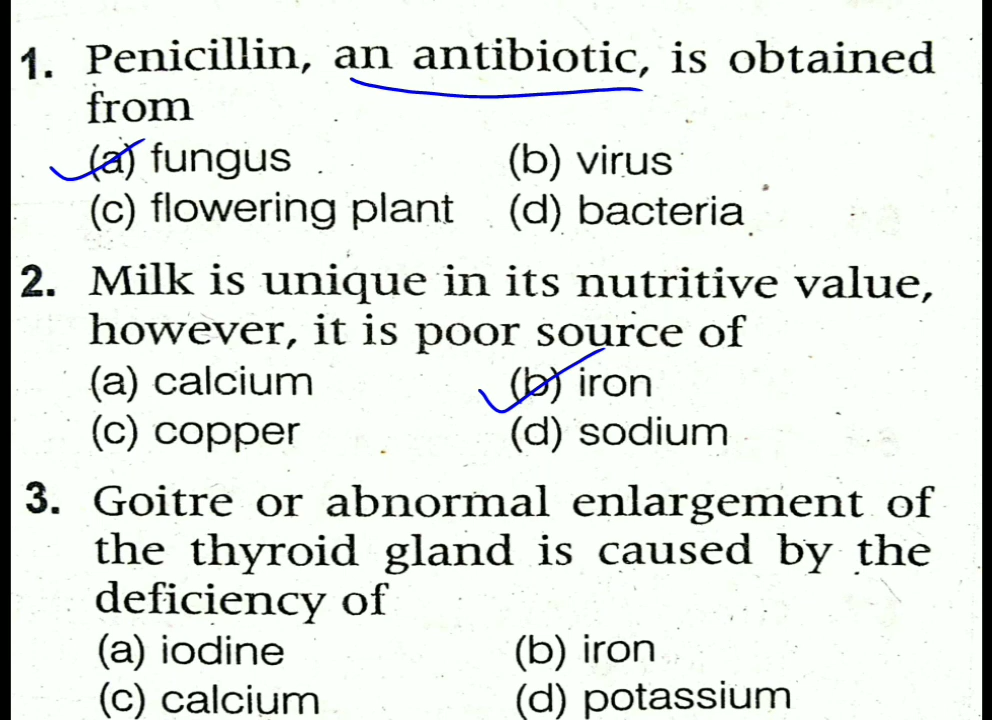 1. Penicillin, an antibiotic, is obtained
from
(a) fungus (b) virus
(c) flowering plant (d) bacteria
2. Milk is unique in its nutritive value,
however, it is poor source of
(a) calcium (b) iron
(c) copper (d) sodium
3. Goitre or abnormal enlargement of
the thyroid gland is caused by the
deficiency of
(a) iodine (b) iron
(c) calcium (d) potassium